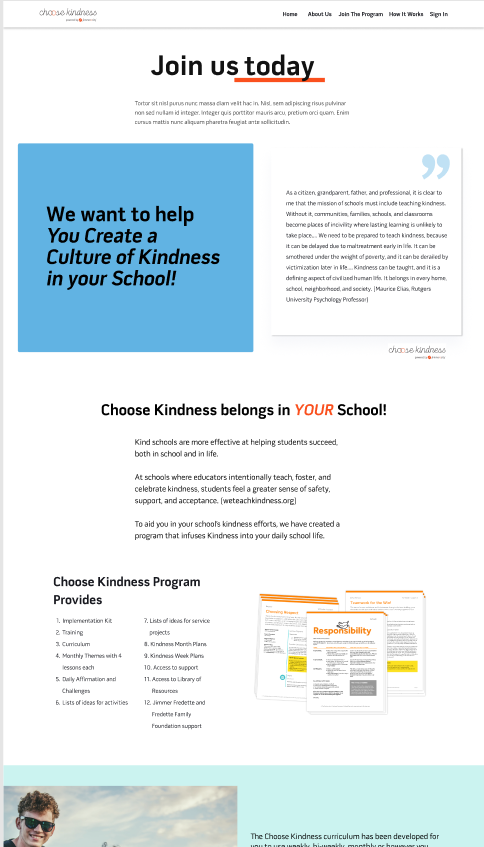 choose kindness
Home About Us Join The Program How It Works Sign In
Join us today
Tortor sit nisl purus nunc massa diam velit hac in. Nisl, sem adipiscing risus pulvinar
non sed nullam id integer. Integer quis porttitor mauris arcu, pretium orci quam. Enim
cursus mattis nunc aliquam pharetra feugiat ante sollicitudin.
We want to help
You Create a
Culture of Kindness
in your School!
As a citizen, grandparent, father, and professional, it is clear to
me that the mission of schools must include teaching kindness.
Without it, communities, families, schools, and classrooms
become places of incivility where lasting learning is unlikely to
take place.... We need to be prepared to teach kindness, because
it can be delayed due to maltreatment early in life. It can be
smothered under the weight of poverty, and it can be derailed by
victimization later in life.... Kindness can be taught, and it is a
defining aspect of civilized human life. It belongs in every home,
school, neighborhood, and society. (Maurice Elias, Rutgers
University Psychology Professor)
choose kindness
Choose Kindness belongs in YOUR School!
Kind schools are more effective at helping students succeed,
both in school and in life.
At schools where educators intentionally teach, foster, and
celebrate kindness, students feel a greater sense of safety,
support, and acceptance. (weteachkindness.org)
To aid you in your school's kindness efforts, we have created a
program that infuses Kindness into your daily school life.
Choose Kindness Program
Provides
1. Implementation Kit
2. Training
3. Curriculum
4. Monthly Themes with 4
lessons each
5. Daily Affirmation and
Challenges
6. Lists of ideas for activities
7. Lists of ideas for service
projects
8. Kindness Month Plans
9. Kindness Week Plans
10. Access to support
11. Access to Library of
Resources
12. Jimmer Fredette and
Fredette Family
Foundation support
Responsibility
The Choose Kindness curriculum has been developed for
you to use weekly, bi-weekly, monthly or however you